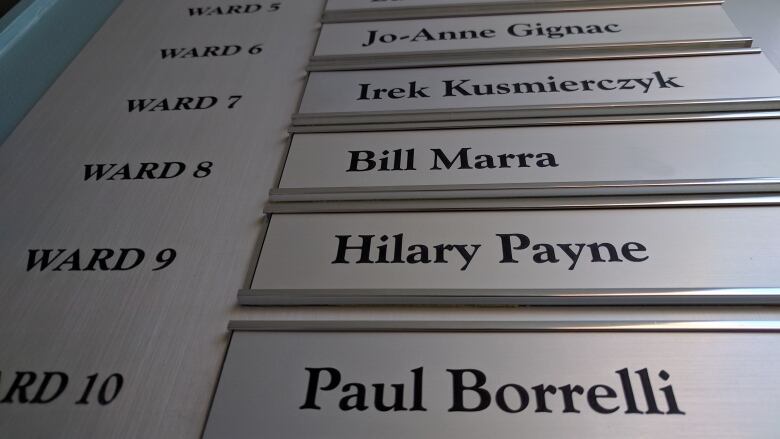 WARD 5
WARD 6 Jo-Anne Gignac
WARD 7 Irek Kusmierczyk
WARD 8 Bill Marra
WARD 9 Hilary Payne
WARD 10 Paul Borrelli